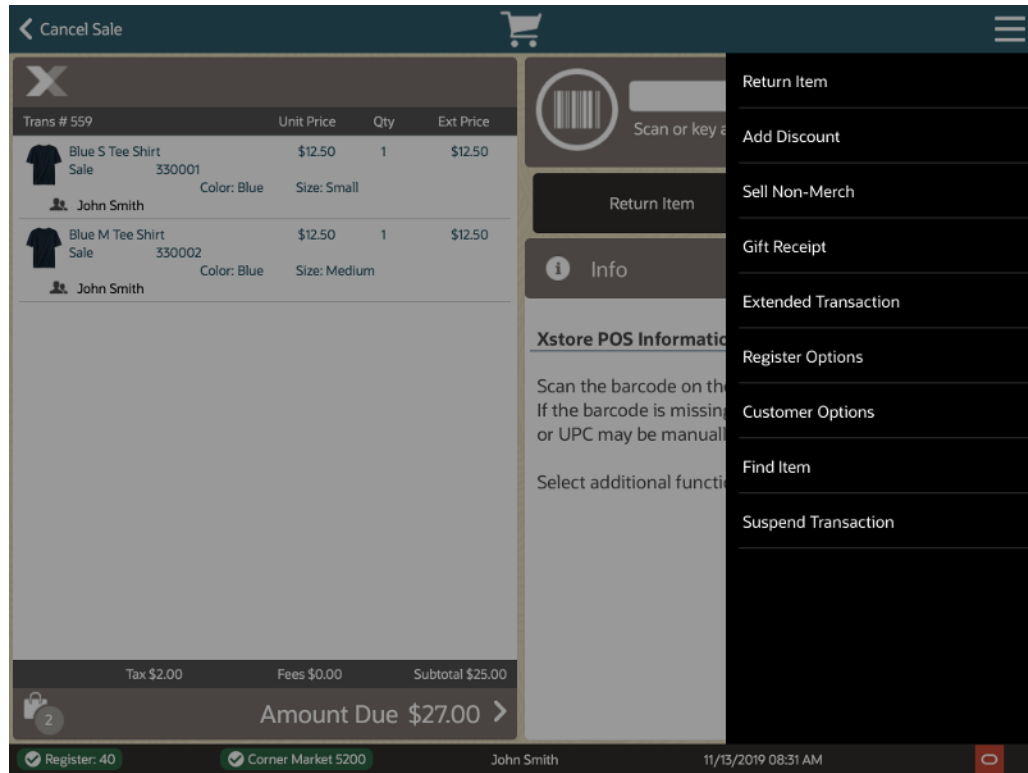 Cancel Sale
X
Trans # 559 Unit Price Qty Ext Price
Blue S Tee Shirt $12.50 1 $12.50
Sale 330001
Color: Blue Size: Small
John Smith
Blue M Tee Shirt $12.50 1 $12.50
Sale 330002
Color: Blue Size: Medium
John Smith
Tax $2.00 Fees $0.00 Subtotal $25.00
2
Amount Due $27.00
Scan or key a
Return Item
i Info
Xstore POS Informatio
Scan the barcode on the
If the barcode is missing
or UPC may be manuall
Select additional functio
Return Item
Add Discount
Sell Non-Merch
Gift Receipt
Extended Transaction
Register Options
Customer Options
Find Item
Suspend Transaction
Register: 40 Corner Market 5200 John Smith 11/13/2019 08:31 AM